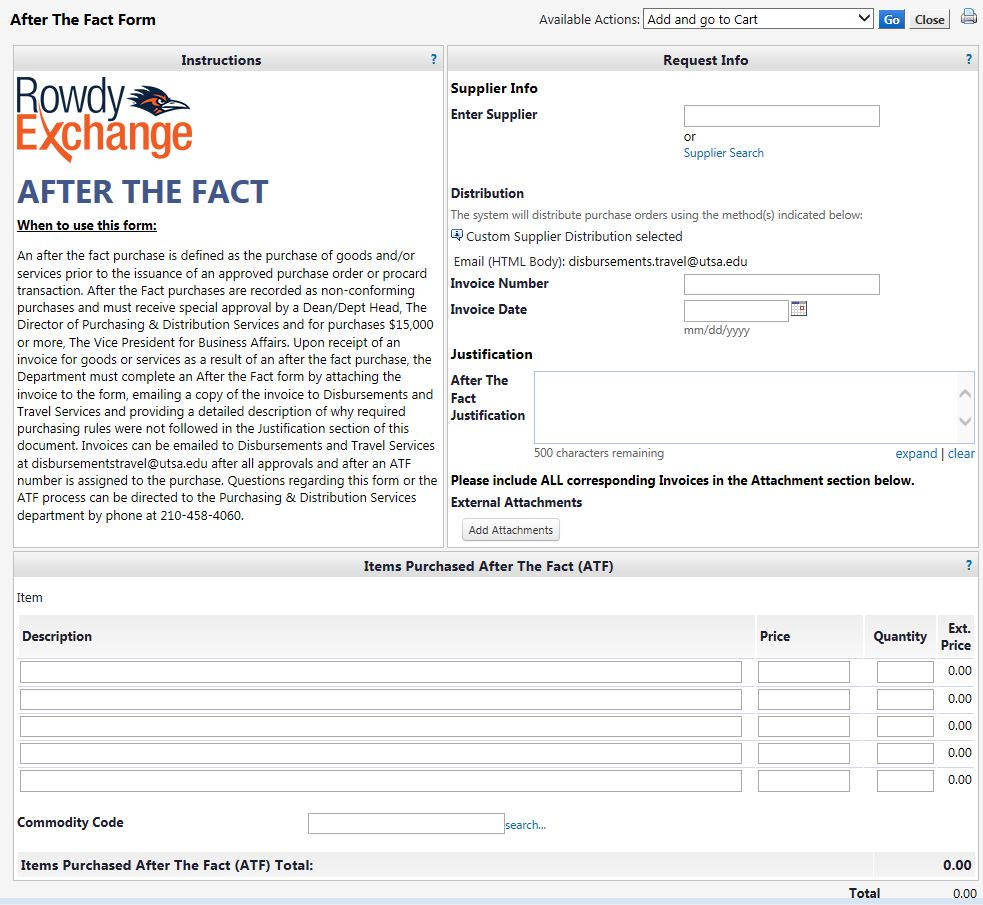 After The Fact Form
Available Actions: Add and go to Cart Go Close
Instructions ?
Rowdy
Exchange
AFTER THE FACT
When to use this form:
An after the fact purchase is defined as the purchase of goods and/or
services prior to the issuance of an approved purchase order or procard
transaction. After the Fact purchases are recorded as non-conforming
purchases and must receive special approval by a Dean/Dept Head, The
Director of Purchasing & Distribution Services and for purchases $15,000
or more, The Vice President for Business Affairs. Upon receipt of an
invoice for goods or services as a result of an after the fact purchase, the
Department must complete an After the Fact form by attaching the
invoice to the form, emailing a copy of the invoice to Disbursements and
Travel Services and providing a detailed description of why required
purchasing rules were not followed in the Justification section of this
document. Invoices can be emailed to Disbursements and Travel Services
at disbursementstravel@utsa.edu after all approvals and after an ATF
number is assigned to the purchase. Questions regarding this form or the
ATF process can be directed to the Purchasing & Distribution Services
department by phone at 210-458-4060.
Request Info ?
Supplier Info
Enter Supplier
or
Supplier Search
Distribution
The system will distribute purchase orders using the method(s) indicated below:
Custom Supplier Distribution selected
Email (HTML Body): disbursements.travel@utsa.edu
Invoice Number
Invoice Date
mm/dd/yyyy
Justification
After The
Fact
Justification
500 characters remaining expand | clear
Please include ALL corresponding Invoices in the Attachment section below.
External Attachments
Add Attachments
Items Purchased After The Fact (ATF) ?
Item
Description Price Quantity Ext. Price
0.00
0.00
0.00
0.00
0.00
Commodity Code search...
Items Purchased After The Fact (ATF) Total: 0.00
Total 0.00